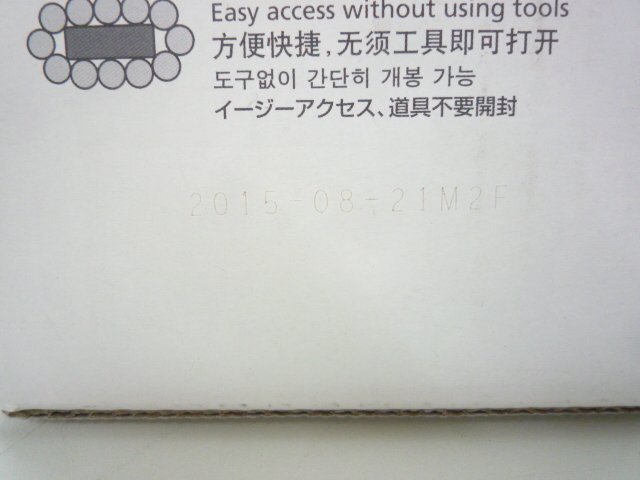 Easy access without using tools
方便快捷，无须工具即可打开
도구없이 간단히 개봉 가능
イージーアクセス、道具不要開封
2015-08-21M2F